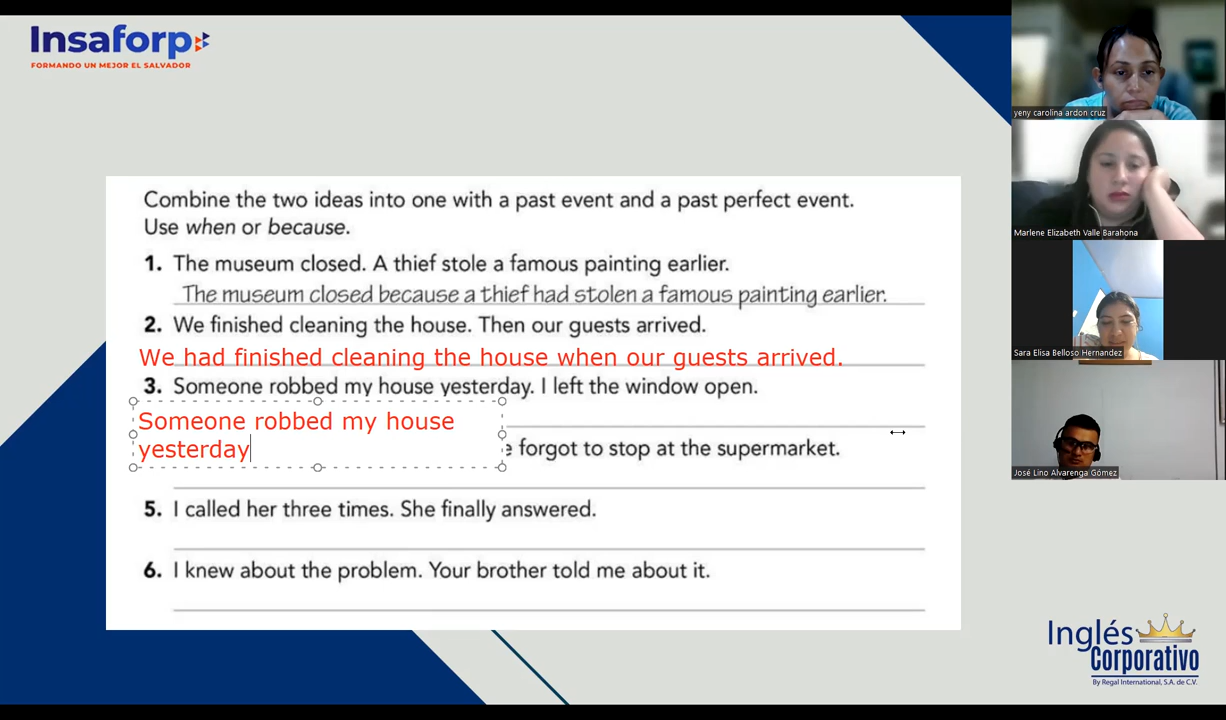 Insaforp
FORMANDO UN MEJOR EL SALVADOR
Combine the two ideas into one with a past event and a past perfect event.
Use when or because.
1. The museum closed. A thief stole a famous painting earlier.
The museum closed because a thief had stolen a famous painting earlier.
2. We finished cleaning the house. Then our guests arrived.
We had finished cleaning the house when our guests arrived.
3. Someone robbed my house yesterday. I left the window open.
Someone robbed my house
yesterday
forgot to stop at the supermarket.
5. I called her three times. She finally answered.
6. I knew about the problem. Your brother told me about it.
yeny carolina ardon cruz
Marlene Elizabeth Valle Barahona
Sara Elisa Belloso Hernandez
José Lino Alvarenga Gómez
Inglés
Corporativo
By Regal International, S.A. de C.V.